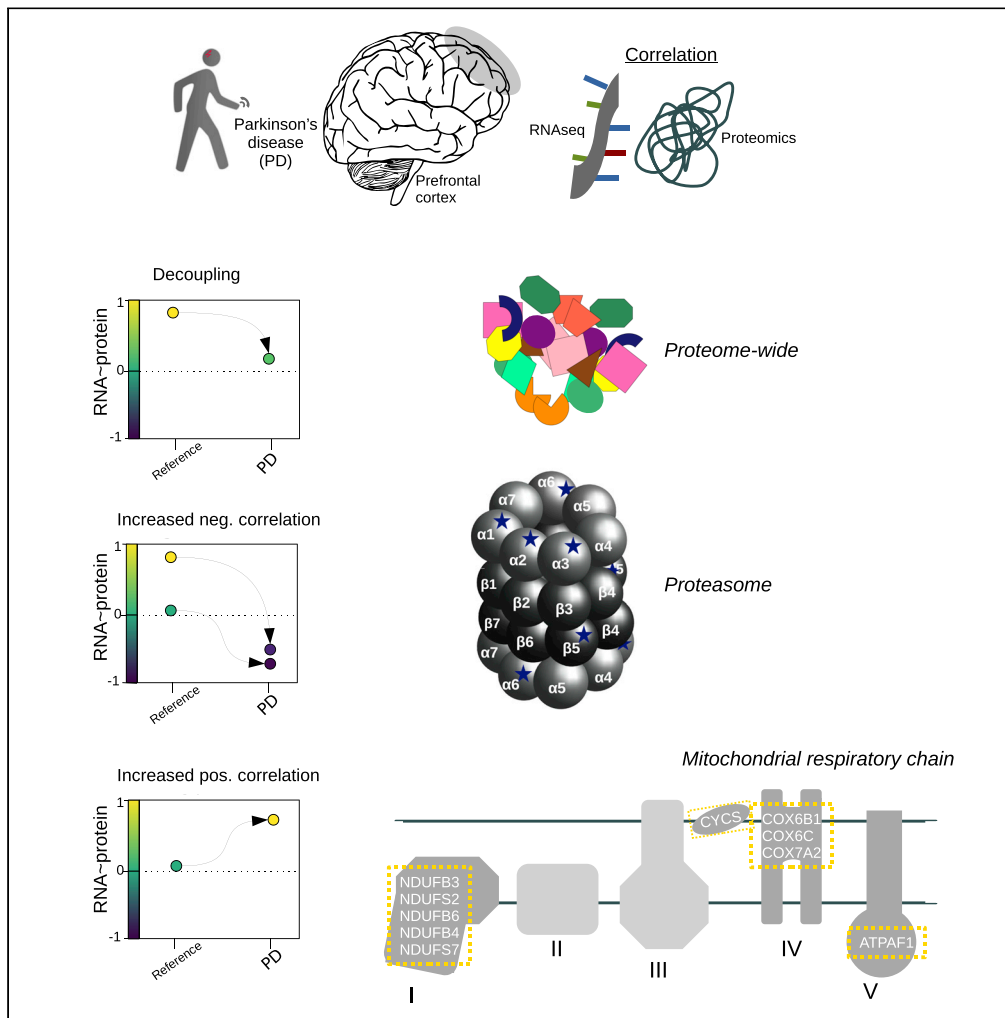 Correlation
Parkinson's
disease
(PD)
Prefrontal
cortex
RNAseq
Proteomics
Decoupling
RNA~protein
1
0
-1
Reference
PD
Proteome-wide
Increased neg. correlation
RNA~protein
1
0
-1
Reference
PD
α6
α7
α5
α1
α4
α2
α3
5
β1
β4
β2
β3
β7
β4
β6
β5
α7
α4
α6
α5
Proteasome
Increased pos. correlation
RNA~protein
1
0
-1
Reference
PD
Mitochondrial respiratory chain
NDUFB3
NDUFS2
NDUFB6
NDUFB4
NDUFS7
I
II
III
CYCS
COX6B1
COX6C
COX7A2
IV
ATPAF1
V